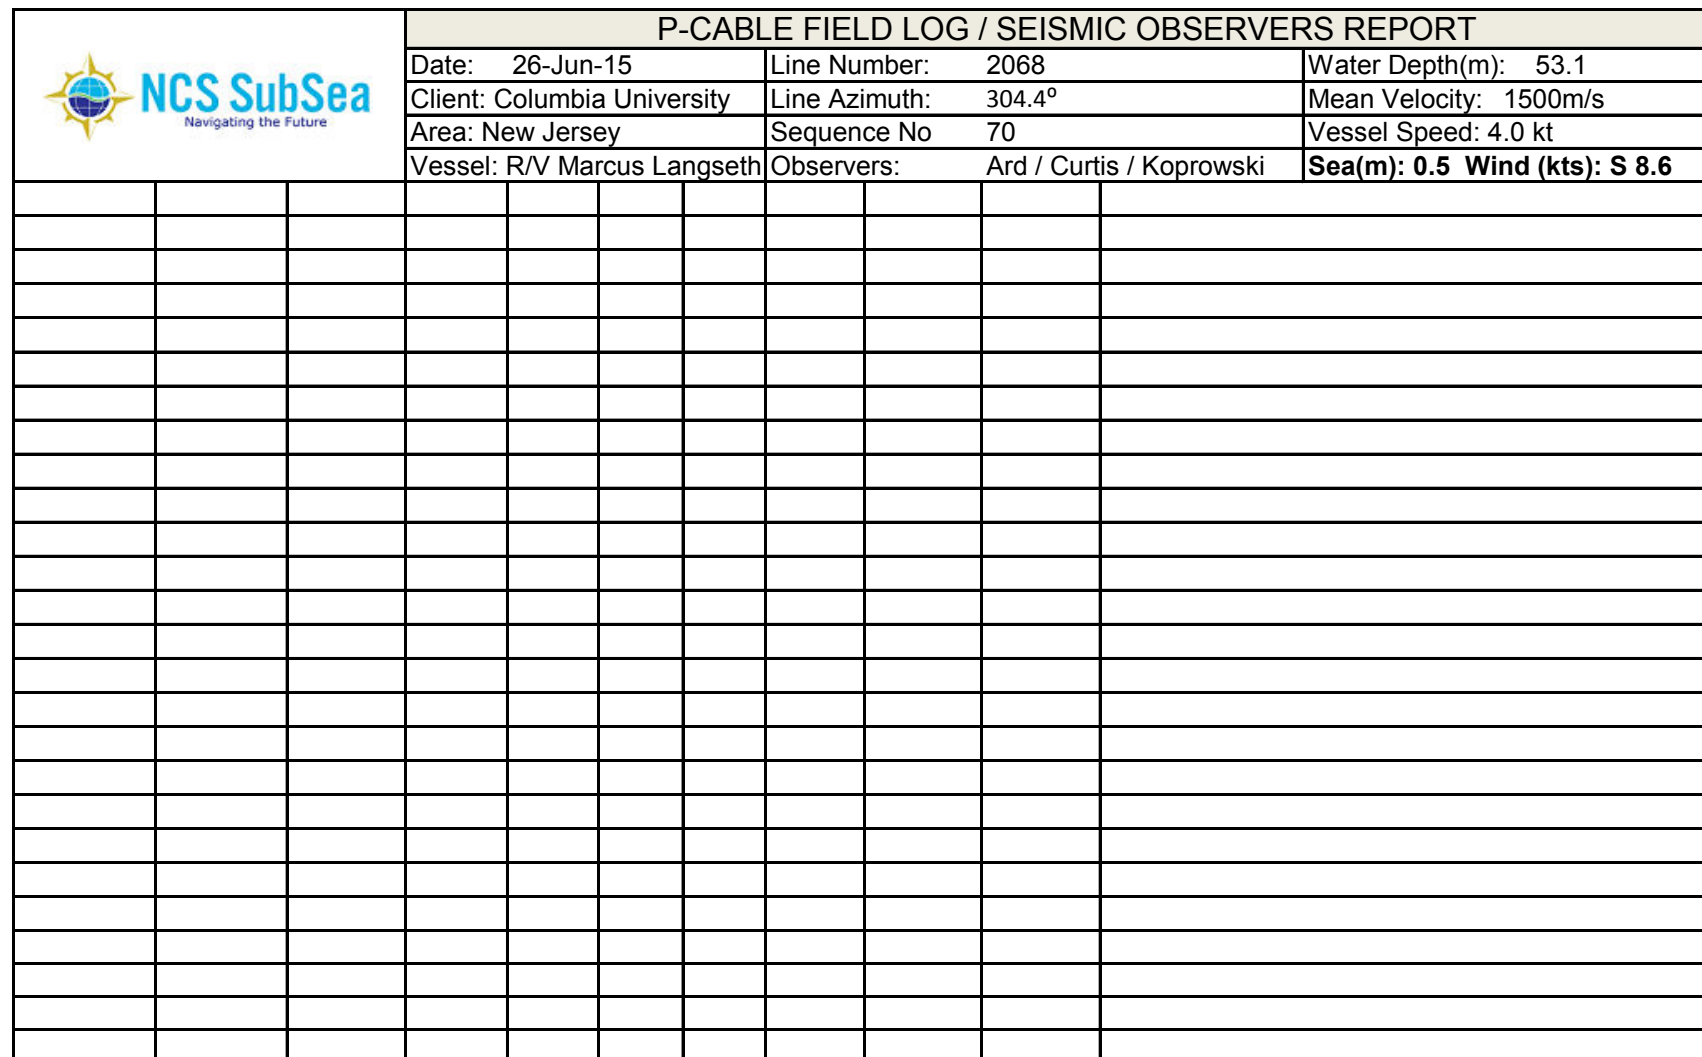 P-CABLE FIELD LOG / SEISMIC OBSERVERS REPORT
NCS SubSea
Navigating the Future
Date: 26-Jun-15 Line Number: 2068 Water Depth(m): 53.1
Client: Columbia University Line Azimuth: 304.4⁰ Mean Velocity: 1500m/s
Area: New Jersey Sequence No 70 Vessel Speed: 4.0 kt
Vessel: R/V Marcus Langseth Observers: Ard / Curtis / Koprowski Sea(m): 0.5 Wind (kts): S 8.6